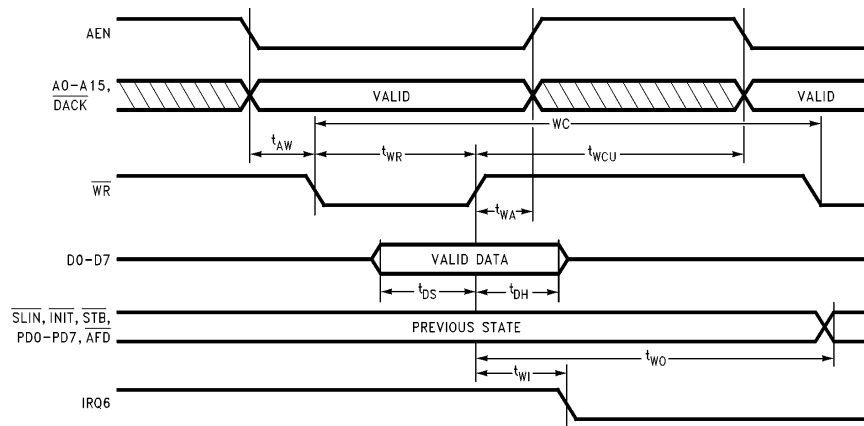 AEN
A0-A15,
DACK
VALID
VALID
WC
tAW
tWR
tWCU
WR
tWA
D0-D7
VALID DATA
tDS
tDH
SLIN, INIT, STB,
PD0-PD7, AFD
PREVIOUS STATE
tWO
tWI
IRQ6